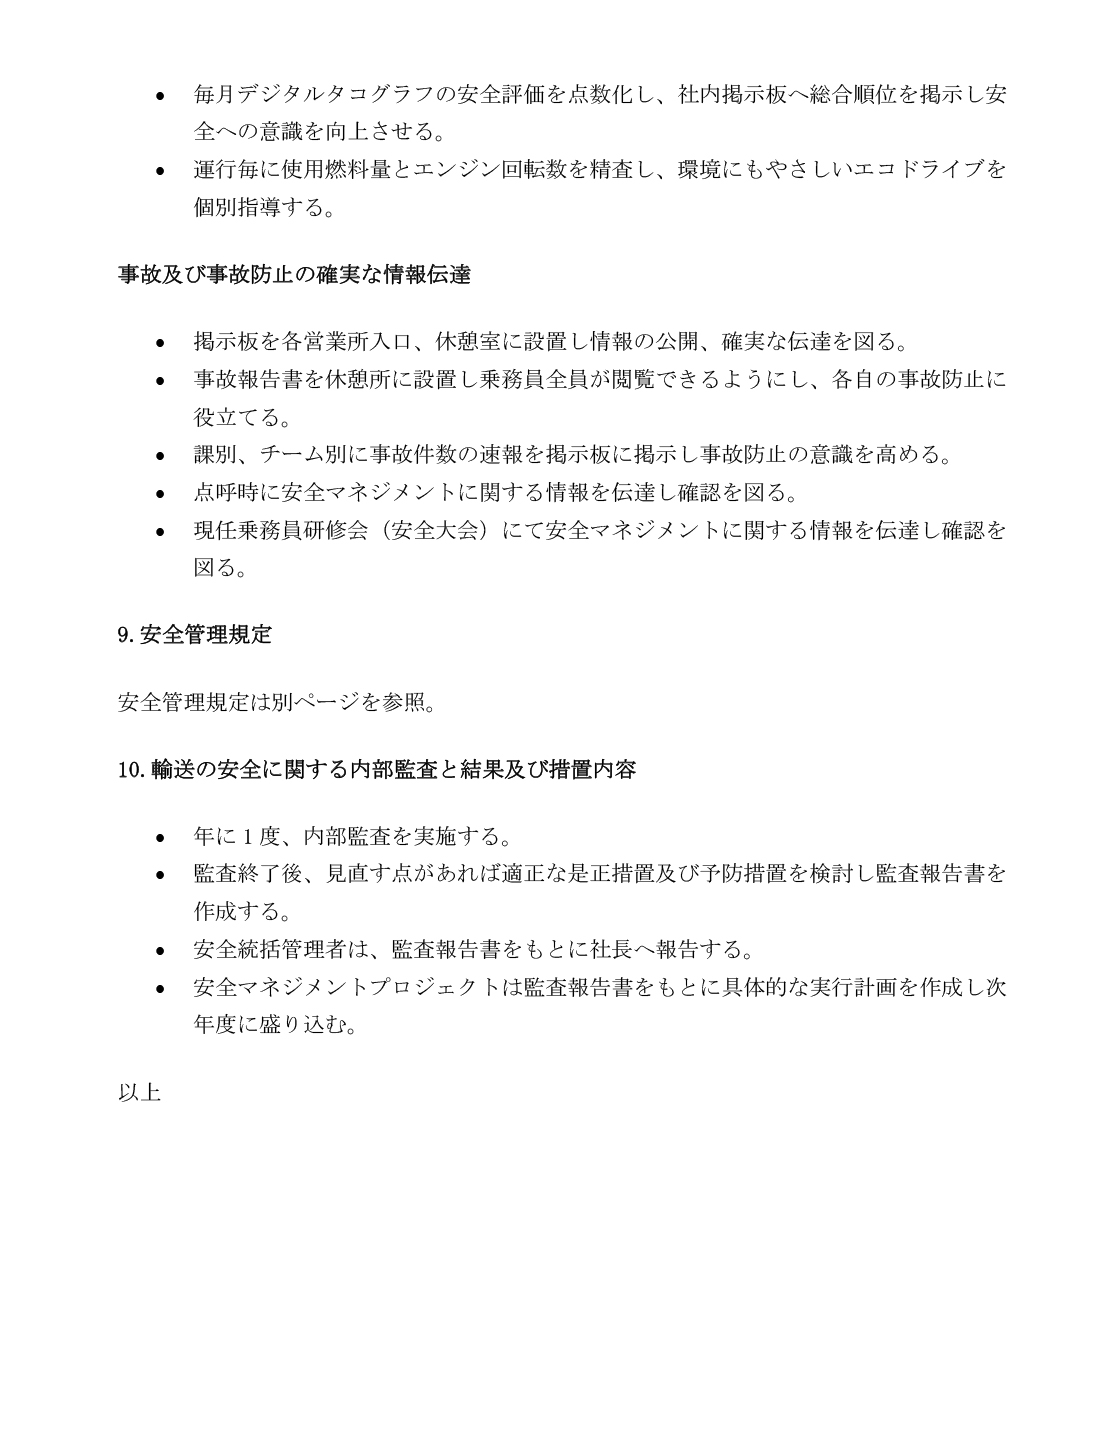 • 毎月デジタルタコグラフの安全評価を点数化し、社内掲示板へ総合順位を掲示し安
全への意識を向上させる。
• 運行毎に使用燃料量とエンジン回転数を精査し、環境にもやさしいエコドライブを
個別指導する。
事故及び事故防止の確実な情報伝達
• 掲示板を各営業所入口、休憩室に設置し情報の公開、確実な伝達を図る。
• 事故報告書を休憩所に設置し乗務員全員が閲覧できるようにし、各自の事故防止に
役立てる。
• 課別、チーム別に事故件数の速報を掲示板に掲示し事故防止の意識を高める。
• 点呼時に安全マネジメントに関する情報を伝達し確認を図る。
• 現任乗務員研修会（安全大会）にて安全マネジメントに関する情報を伝達し確認を
図る。
9.安全管理規定
安全管理規定は別ページを参照。
10.輸送の安全に関する内部監査と結果及び措置内容
• 年に 1 度、内部監査を実施する。
• 監査終了後、見直す点があれば適正な是正措置及び予防措置を検討し監査報告書を
作成する。
• 安全統括管理者は、監査報告書をもとに社長へ報告する。
• 安全マネジメントプロジェクトは監査報告書をもとに具体的な実行計画を作成し次
年度に盛り込む。
以上